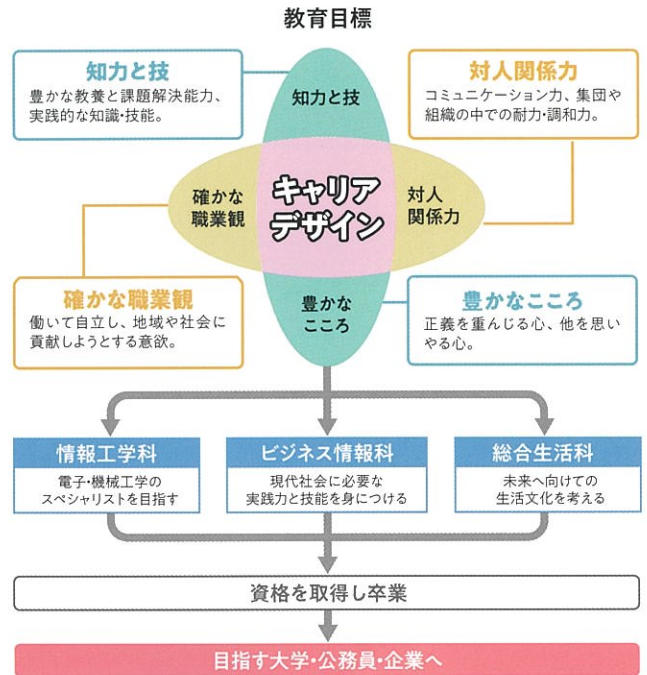 教育目標
知力と技
豊かな教養と課題解決能力、
実践的な知識・技能。
対人関係力
コミュニケーション力、集団や
組織の中での耐力・調和力。
知力と技
確かな
職業観
キャリア
デザイン
対人
関係力
豊かな
こころ
確かな職業観
働いて自立し、地域や社会に
貢献しようとする意欲。
豊かなこころ
正義を重んじる心、他を思い
やる心。
情報工学科
電子・機械工学の
スペシャリストを目指す
ビジネス情報科
現代社会に必要な
実践力と技能を身につける
総合生活科
未来へ向けての
生活文化を考える
資格を取得し卒業
目指す大学・公務員・企業へ